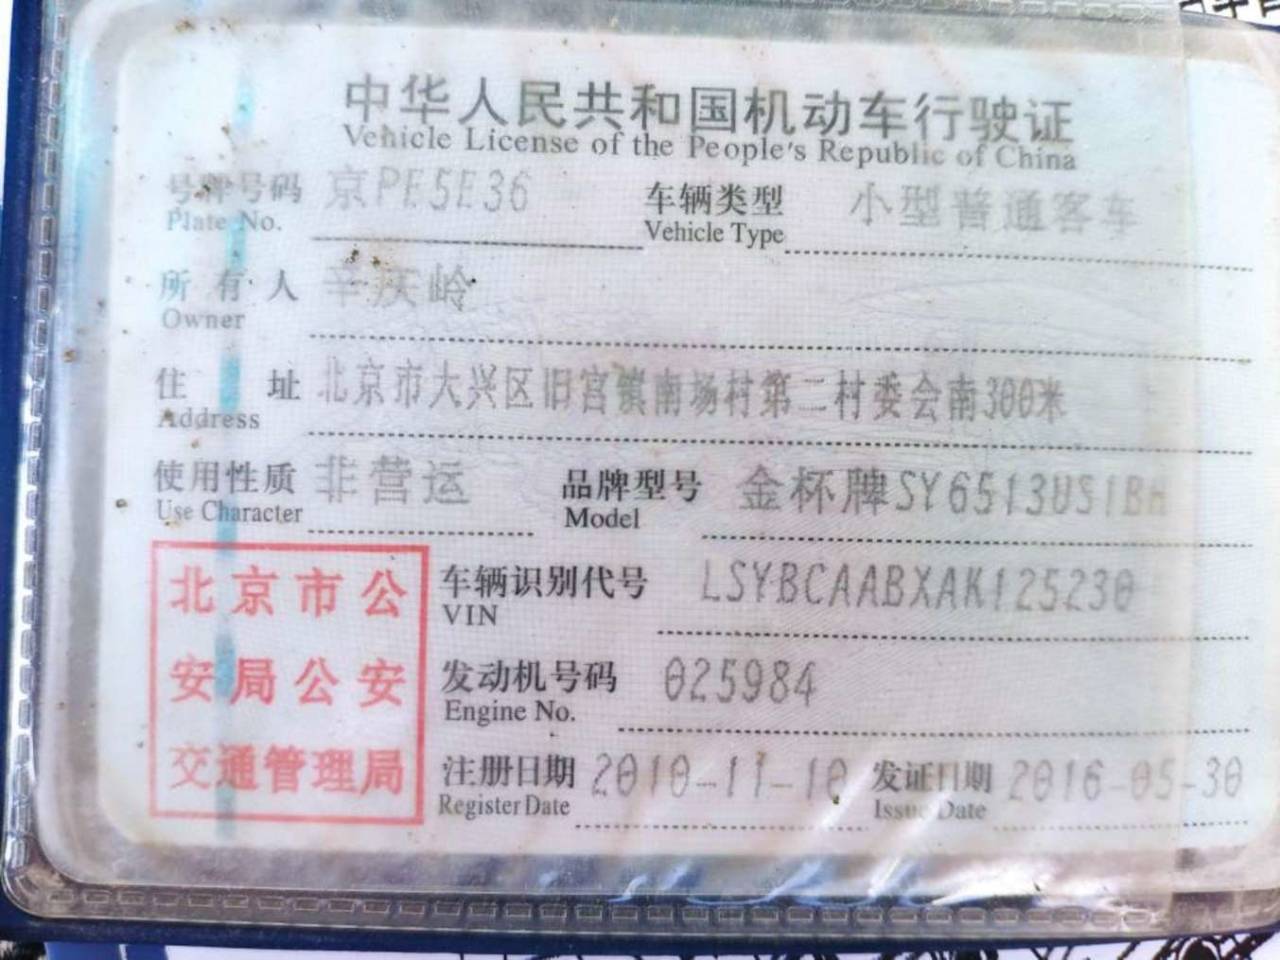 中华人民共和国机动车行驶证
Vehicle License of the People's Republic of China
号牌号码 京PE5E36 车辆类型 小型普通客车
Plate No. Vehicle Type
所有人 辛庆岭
Owner
住址 北京市大兴区旧宫镇南场村第二村委会南300米
Address
使用性质 非营运 品牌型号 金杯牌SY6513US1BH
Use Character Model
北京市公
安局公安
交通管理局
车辆识别代号 LSYBCAABXAK125230
VIN
发动机号码 025984
Engine No.
注册日期 2010-11-10 发证日期 2016-05-30
Register Date Issue Date